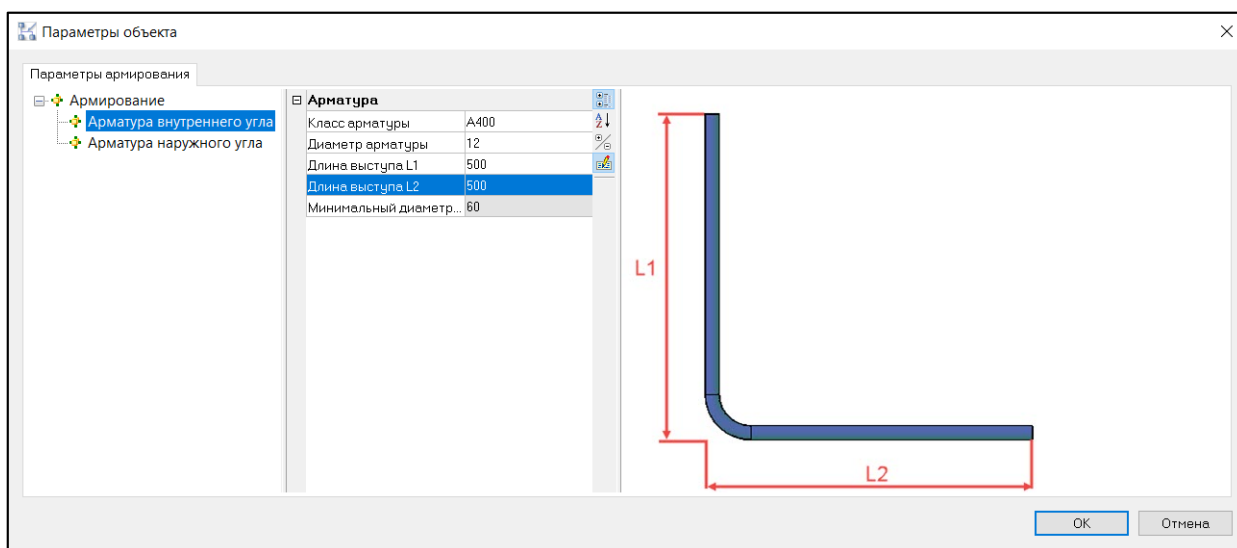 Параметры объекта
Параметры армирования
Армирование
Арматура внутреннего угла
Арматура наружного угла
Арматура
Класс арматуры A400
Диаметр арматуры 12
Длина выступа L1 500
Длина выступа L2 500
Минимальный диаметр... 60
L1
L2
OK Отмена